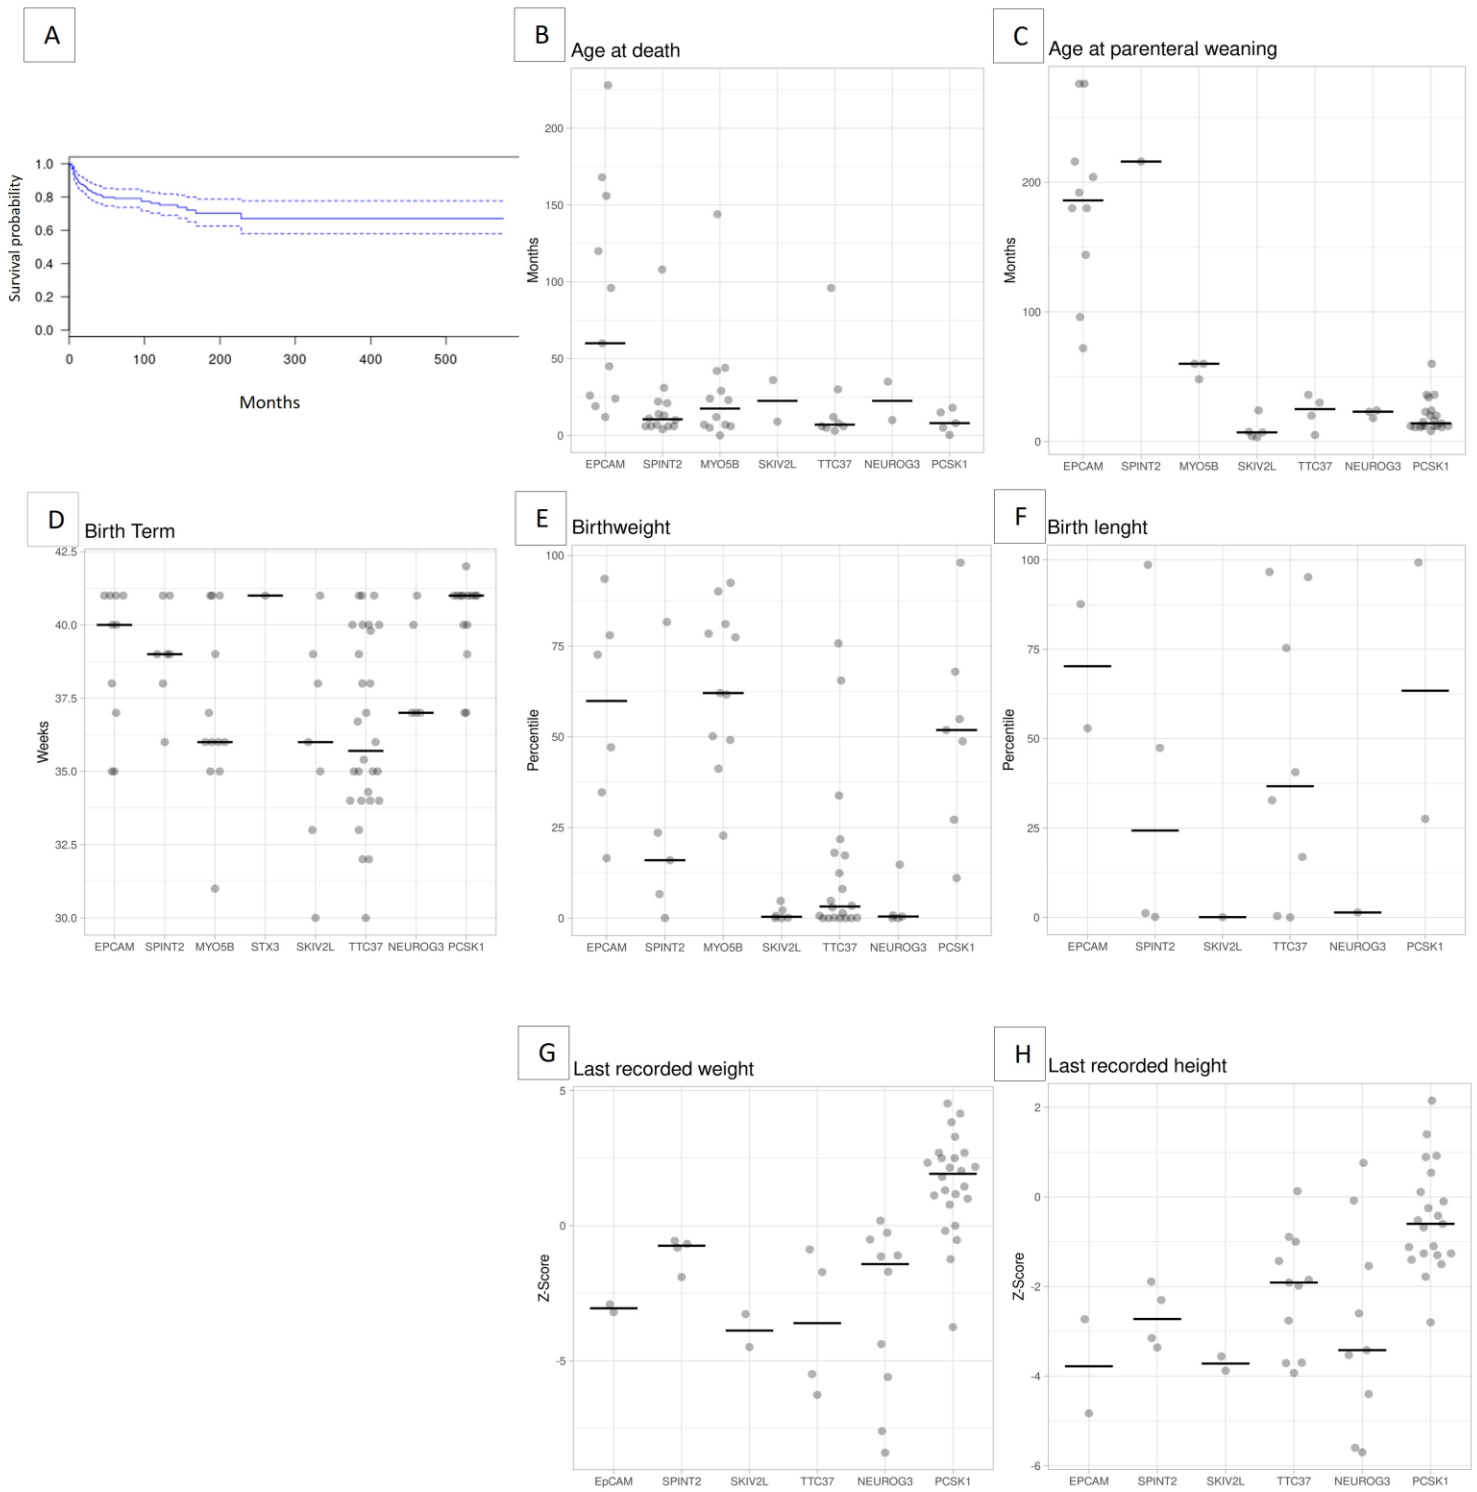 A
Survival probability
1.0
0.8
0.6
0.4
0.2
0.0
0 100 200 300 400 500
Months
B
Age at death
Months
200
150
100
50
0
EPCAM SPINT2 MYO5B SKIV2L TTC37 NEUROG3 PCSK1
C
Age at parenteral weaning
Months
200
100
0
EPCAM SPINT2 MYO5B SKIV2L TTC37 NEUROG3 PCSK1
D
Birth Term
Weeks
42.5
40.0
37.5
35.0
32.5
30.0
EPCAM SPINT2 MYO5B STX3 SKIV2L TTC37 NEUROG3 PCSK1
E
Birthweight
Percentile
100
75
50
25
0
EPCAM SPINT2 MYO5B SKIV2L TTC37 NEUROG3 PCSK1
F
Birth lenght
Percentile
100
75
50
25
0
EPCAM SPINT2 SKIV2L TTC37 NEUROG3 PCSK1
G
Last recorded weight
Z-Score
5
0
-5
EpCAM SPINT2 SKIV2L TTC37 NEUROG3 PCSK1
H
Last recorded height
Z-Score
2
0
-2
-4
-6
EPCAM SPINT2 SKIV2L TTC37 NEUROG3 PCSK1